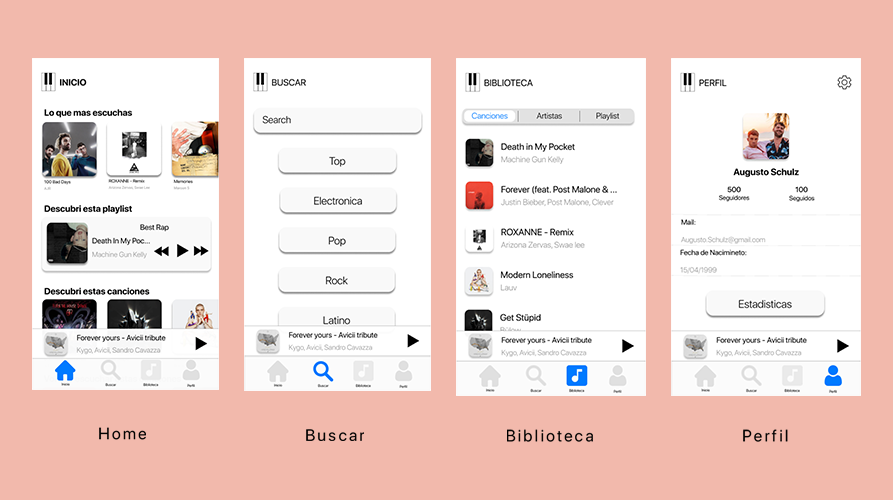 INICIO
Lo que mas escuchas
100 Bad Days
AJR
ROXANNE - Remix
Arizona Zervas, Swae Lee
Memories
Maroon 5
Descubri esta playlist
Best Rap
Death In My Poc...
Machine Gun Kelly
Descubri estas canciones
Forever yours - Avicii tribute
Kygo, Avicii, Sandro Cavazza
Inicio
Buscar
Biblioteca
Perfil
Home
BUSCAR
Search
Top
Electronica
Pop
Rock
Latino
Forever yours - Avicii tribute
Kygo, Avicii, Sandro Cavazza
Inicio
Buscar
Biblioteca
Perfil
Buscar
BIBLIOTECA
Canciones
Artistas
Playlist
Death in My Pocket
Machine Gun Kelly
Forever (feat. Post Malone & ...
Justin Bieber, Post Malone, Clever
ROXANNE - Remix
Arizona Zervas, Swae lee
Modern Loneliness
Lauv
Get Stüpid
Bülow
Forever yours - Avicii tribute
Kygo, Avicii, Sandro Cavazza
Inicio
Buscar
Biblioteca
Perfil
Biblioteca
PERFIL
Augusto Schulz
500
Seguidores
100
Seguidos
Mail:
Augusto.Schulz@gmail.com
Fecha de Nacimineto:
15/04/1999
Estadisticas
Forever yours - Avicii tribute
Kygo, Avicii, Sandro Cavazza
Inicio
Buscar
Biblioteca
Perfil
Perfil